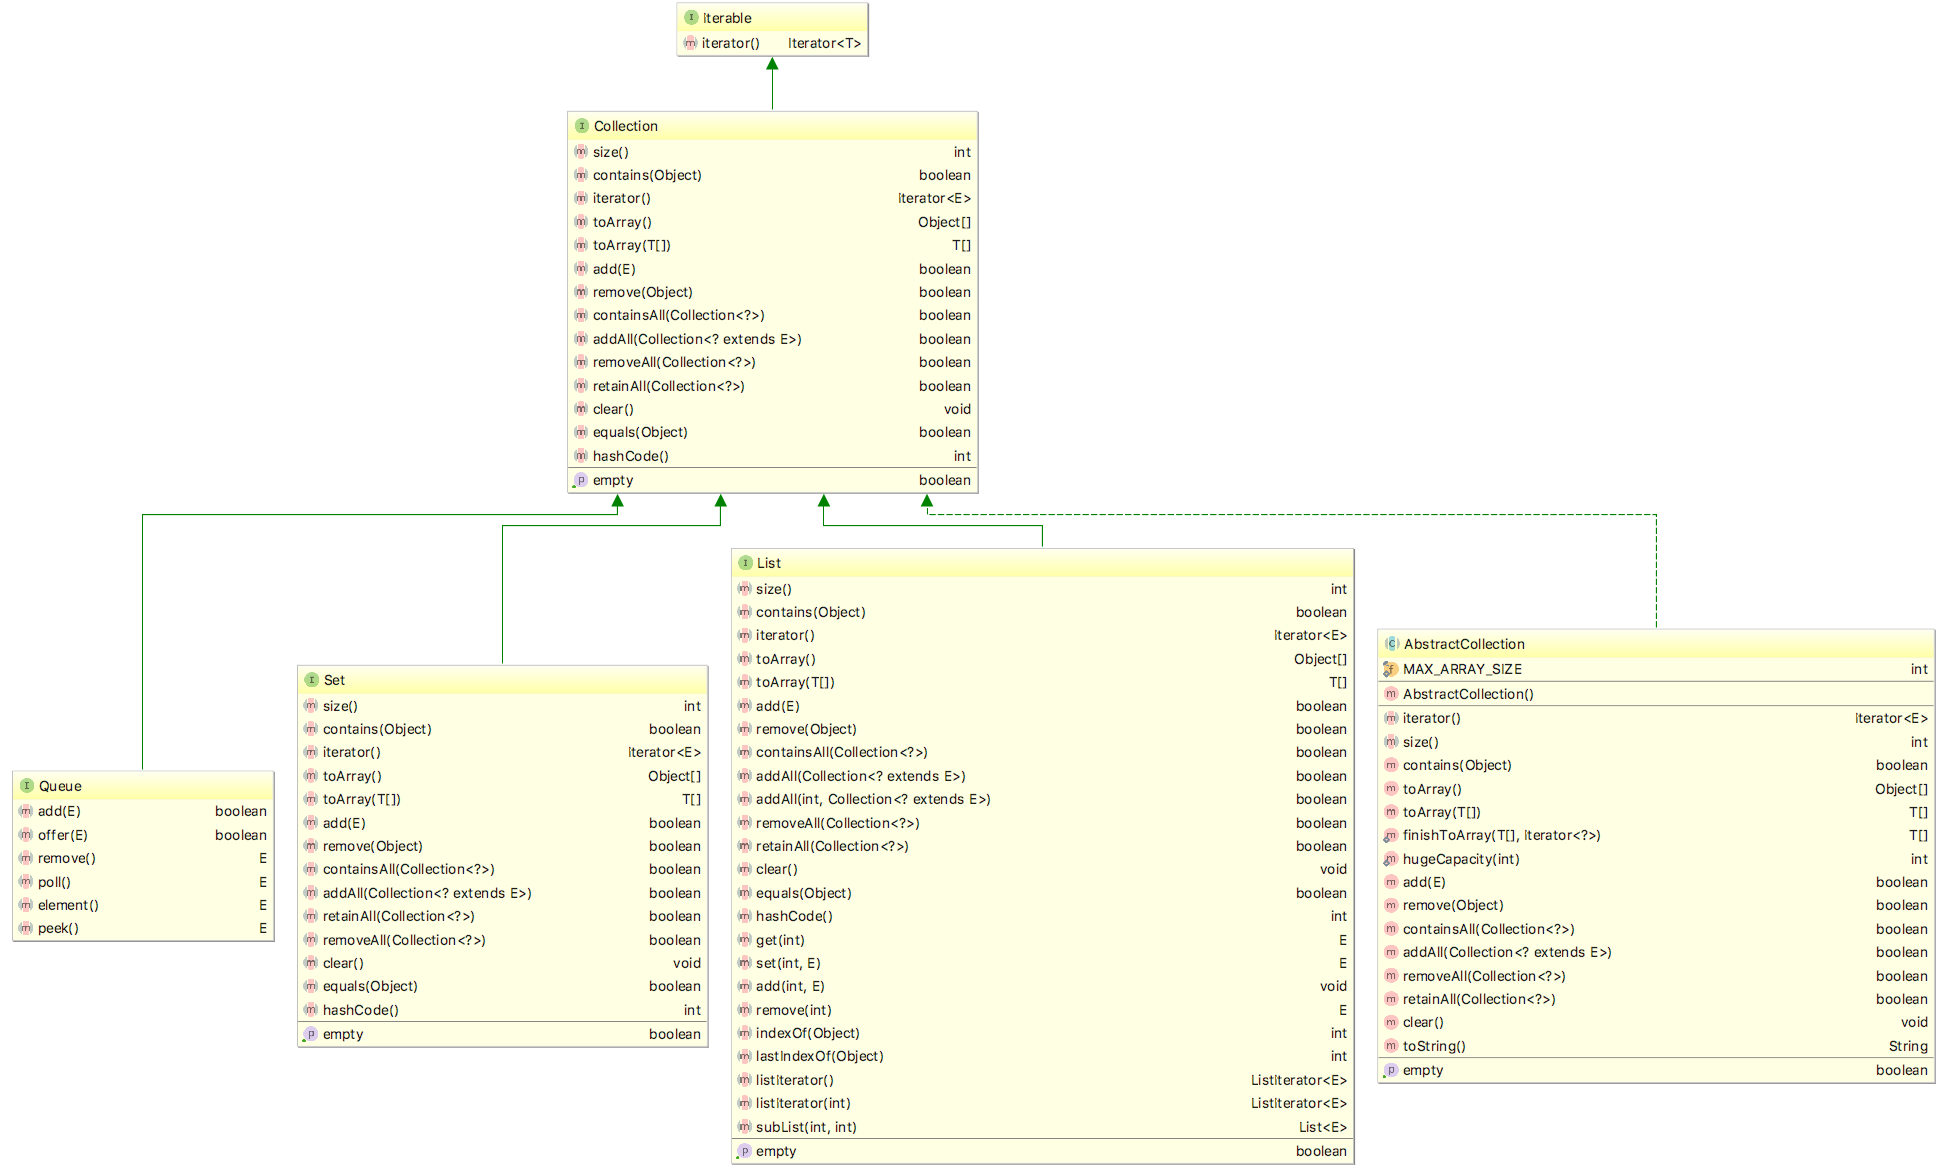 Iterable
iterator() Iterator<T>
Collection
size() int
contains(Object) boolean
iterator() Iterator<E>
toArray() Object[]
toArray(T[]) T[]
add(E) boolean
remove(Object) boolean
containsAll(Collection<?>) boolean
addAll(Collection<? extends E>) boolean
removeAll(Collection<?>) boolean
retainAll(Collection<?>) boolean
clear() void
equals(Object) boolean
hashCode() int
empty boolean
Queue
add(E) boolean
offer(E) boolean
remove() E
poll() E
element() E
peek() E
Set
size() int
contains(Object) boolean
iterator() Iterator<E>
toArray() Object[]
toArray(T[]) T[]
add(E) boolean
remove(Object) boolean
containsAll(Collection<?>) boolean
addAll(Collection<? extends E>) boolean
retainAll(Collection<?>) boolean
removeAll(Collection<?>) boolean
clear() void
equals(Object) boolean
hashCode() int
empty boolean
List
size() int
contains(Object) boolean
iterator() Iterator<E>
toArray() Object[]
toArray(T[]) T[]
add(E) boolean
remove(Object) boolean
containsAll(Collection<?>) boolean
addAll(Collection<? extends E>) boolean
addAll(int, Collection<? extends E>) boolean
removeAll(Collection<?>) boolean
retainAll(Collection<?>) boolean
clear() void
equals(Object) boolean
hashCode() int
get(int) E
set(int, E) E
add(int, E) void
remove(int) E
indexOf(Object) int
lastIndexOf(Object) int
listIterator() ListIterator<E>
listIterator(int) ListIterator<E>
subList(int, int) List<E>
empty boolean
AbstractCollection
MAX_ARRAY_SIZE int
AbstractCollection()
iterator() Iterator<E>
size() int
contains(Object) boolean
toArray() Object[]
toArray(T[]) T[]
finishToArray(T[], Iterator<?>) T[]
hugeCapacity(int) int
add(E) boolean
remove(Object) boolean
containsAll(Collection<?>) boolean
addAll(Collection<? extends E>) boolean
removeAll(Collection<?>) boolean
retainAll(Collection<?>) boolean
clear() void
toString() String
empty boolean